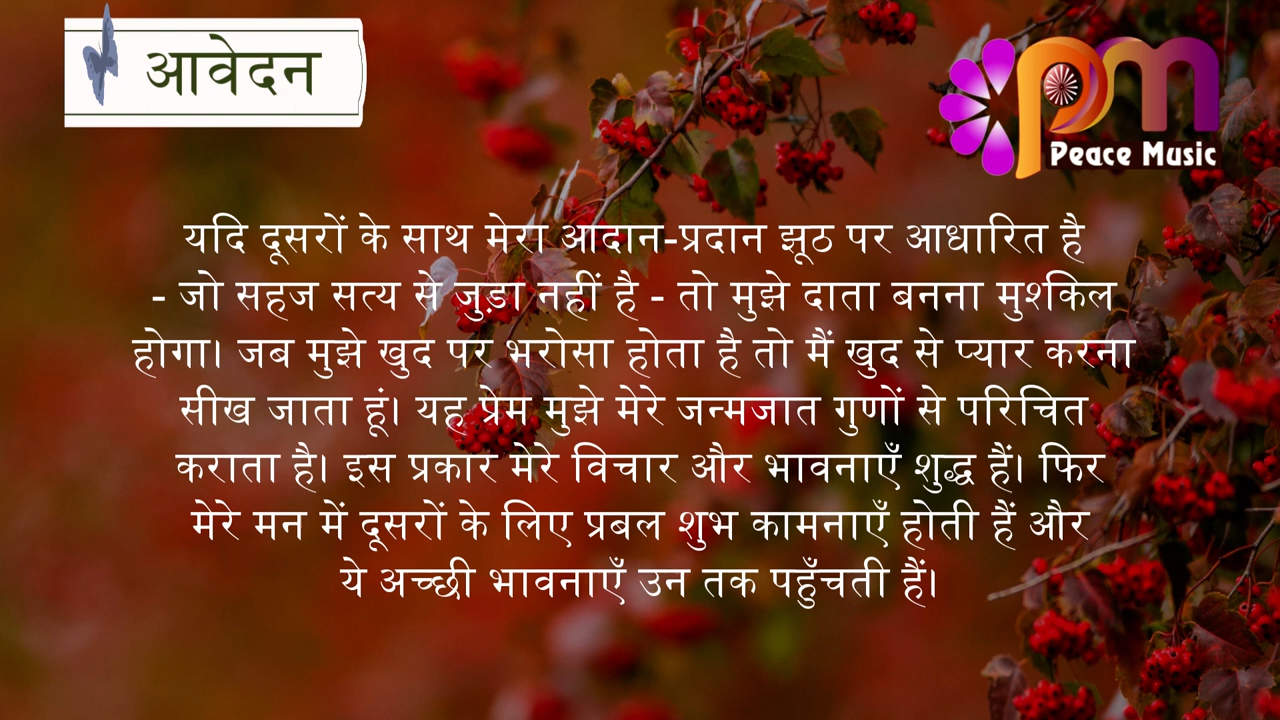 आवेदन
pm
Peace Music
यदि दूसरों के साथ मेरा आदान-प्रदान झूठ पर आधारित है
- जो सहज सत्य से जुड़ा नहीं है - तो मुझे दाता बनना मुश्किल
होगा। जब मुझे खुद पर भरोसा होता है तो मैं खुद से प्यार करना
सीख जाता हूं। यह प्रेम मुझे मेरे जन्मजात गुणों से परिचित
कराता है। इस प्रकार मेरे विचार और भावनाएँ शुद्ध हैं। फिर
मेरे मन में दूसरों के लिए प्रबल शुभ कामनाएँ होती हैं और
ये अच्छी भावनाएँ उन तक पहुँचती हैं।